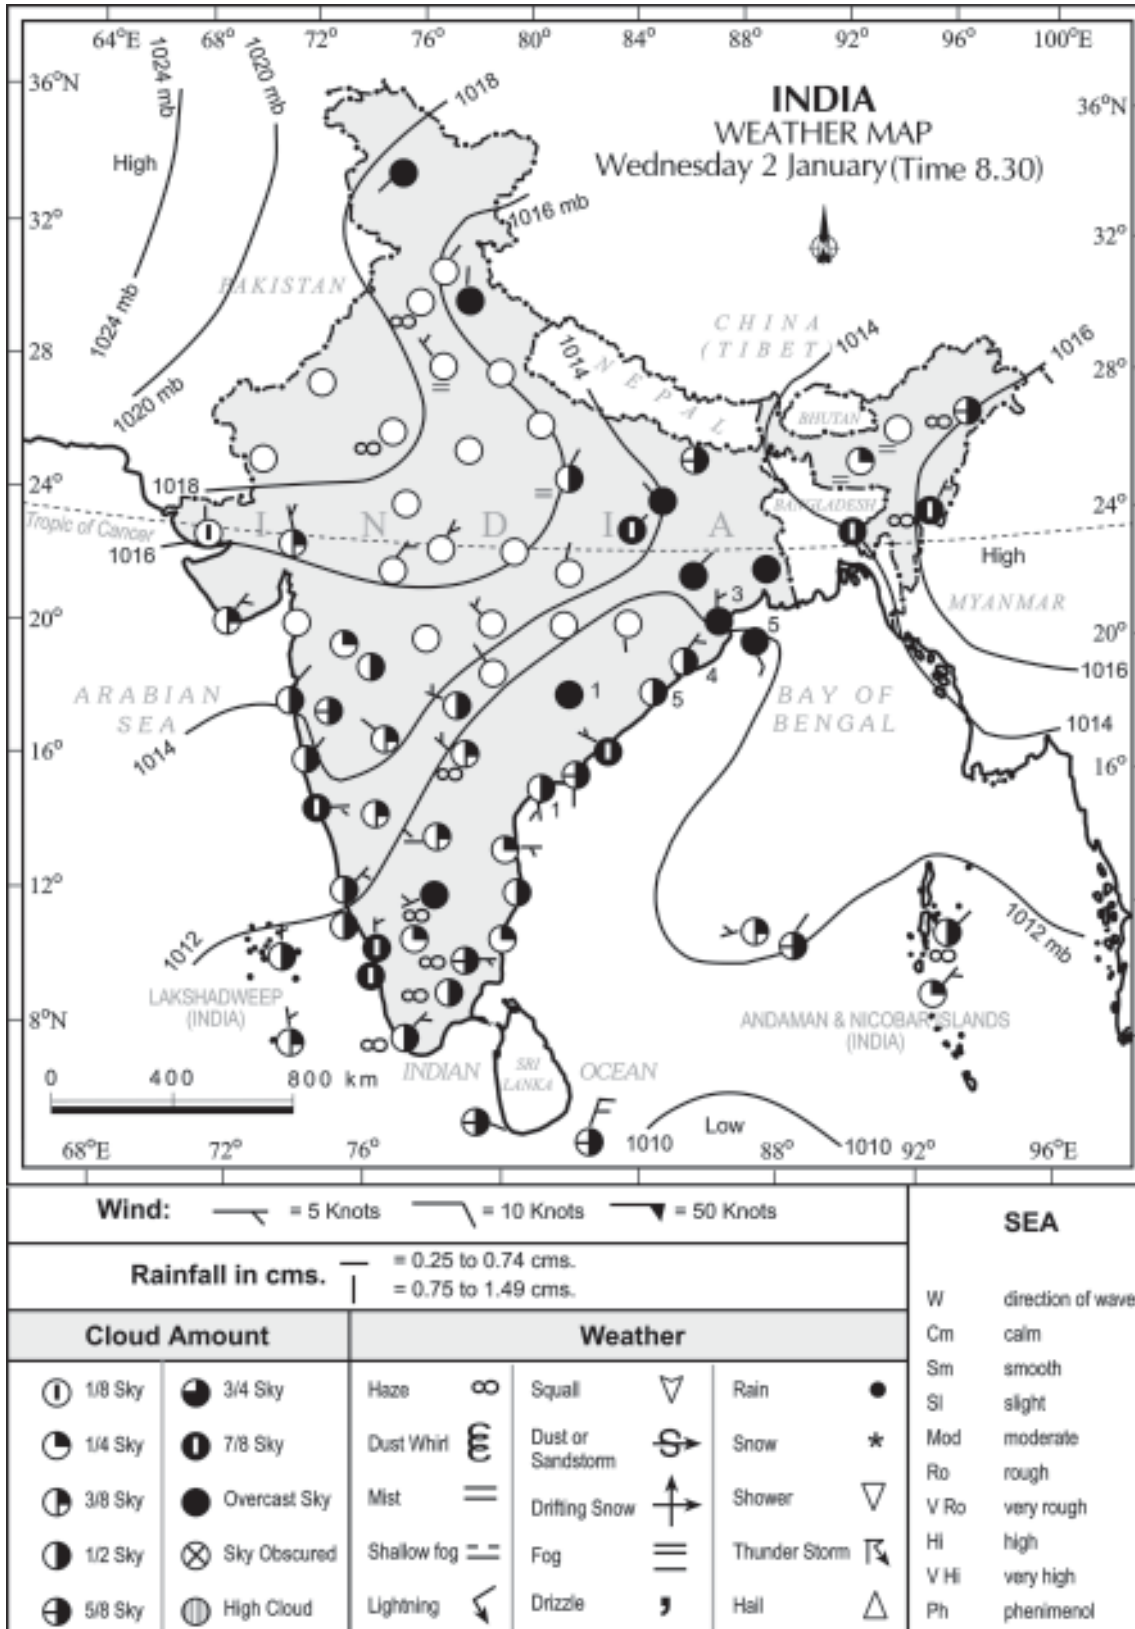 64°E 68° 72° 76° 80° 84° 88° 92° 96° 100°E
1024 mb
1020 mb
1018
36°N
36°N
INDIA
WEATHER MAP
Wednesday 2 January (Time 8.30)
High
32°
1016 mb
32°
PAKISTAN
1024 mb
CHINA
(TIBET)
1014
1014
1016
28°
NEPAL
28°
1020 mb
BHUTAN
24°
1018
24°
BANGLADESH
Tropic of Cancer
INDIA
1016
High
MYANMAR
3
20°
5
20°
4
1016
ARABIAN
SEA
1
5
BAY OF
BENGAL
1014
1014
16°
16°
1
12°
1012
1012 mb
LAKSHADWEEP
(INDIA)
8°N
ANDAMAN & NICOBAR ISLANDS
(INDIA)
0 400 800 km
INDIAN
SRI
LANKA
OCEAN
Low
1010
1010
68°E 72° 76° 88° 92° 96°E
Wind: = 5 Knots = 10 Knots = 50 Knots
Rainfall in cms. = 0.25 to 0.74 cms.
= 0.75 to 1.49 cms.
Cloud Amount
1/8 Sky 3/4 Sky
1/4 Sky 7/8 Sky
3/8 Sky Overcast Sky
1/2 Sky Sky Obscured
5/8 Sky High Cloud
Weather
Haze Squall Rain
Dust Whirl Dust or
Sandstorm Snow
Mist Drifting Snow Shower
Shallow fog Fog Thunder Storm
Lightning Drizzle Hail
SEA
W direction of wave
Cm calm
Sm smooth
Sl slight
Mod moderate
Ro rough
V Ro very rough
Hi high
V Hi very high
Ph phenimenol